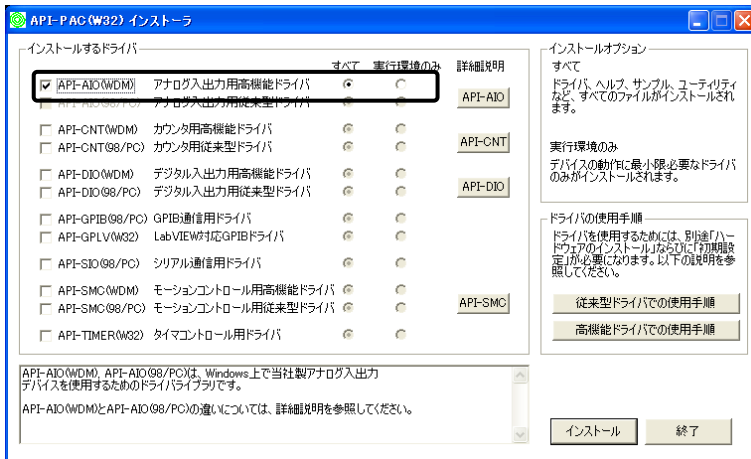 API-PAC(W32) インストーラ
インストールするドライバ
すべて 実行環境のみ 詳細説明
API-AIO(WDM) アナログ入出力用高機能ドライバ
API-AIO(98/PC) アナログ入出力用従来型ドライバ
API-AIO
API-CNT(WDM) カウンタ用高機能ドライバ
API-CNT(98/PC) カウンタ用従来型ドライバ
API-CNT
API-DIO(WDM) デジタル入出力用高機能ドライバ
API-DIO(98/PC) デジタル入出力用従来型ドライバ
API-DIO
API-GPIB(98/PC) GPIB通信用ドライバ
API-GPLV(W32) LabVIEW対応GPIBドライバ
API-SIO(98/PC) シリアル通信用ドライバ
API-SMC(WDM) モーションコントロール用高機能ドライバ
API-SMC(98/PC) モーションコントロール用従来型ドライバ
API-SMC
API-TIMER(W32) タイマコントロール用ドライバ
インストールオプション
すべて
ドライバ、ヘルプ、サンプル、ユーティリティ
など、すべてのファイルがインストールされ
ます。
実行環境のみ
デバイスの動作に最小限必要なドライバ
のみがインストールされます。
ドライバの使用手順
ドライバを使用するためには、別途「ハー
ドウェアのインストール」ならびに「初期設
定」が必要になります。以下の説明を参
照してください。
従来型ドライバでの使用手順
高機能ドライバでの使用手順
API-AIO(WDM), API-AIO(98/PC)は、Windows上で当社製アナログ入出力
デバイスを使用するためのドライバライブラリです。
API-AIO(WDM)とAPI-AIO(98/PC)の違いについては、詳細説明を参照してください。
インストール
終了